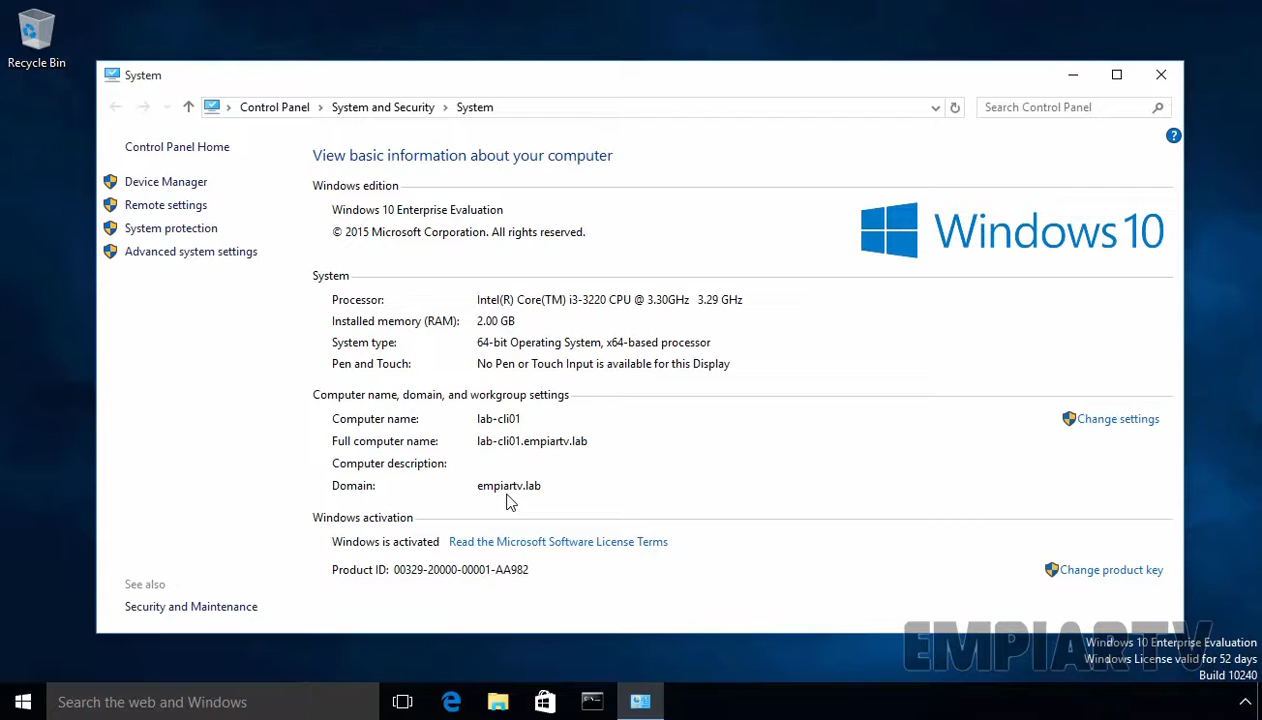 Recycle Bin
System
Control Panel
System and Security
System
Search Control Panel
Control Panel Home
Device Manager
Remote settings
System protection
Advanced system settings
See also
Security and Maintenance
View basic information about your computer
Windows edition
Windows 10 Enterprise Evaluation
© 2015 Microsoft Corporation. All rights reserved.
Windows 10
System
Processor: Intel(R) Core(TM) i3-3220 CPU @ 3.30GHz 3.29 GHz
Installed memory (RAM): 2.00 GB
System type: 64-bit Operating System, x64-based processor
Pen and Touch: No Pen or Touch Input is available for this Display
Computer name, domain, and workgroup settings
Computer name: lab-cli01
Change settings
Full computer name: lab-cli01.empiartv.lab
Computer description:
Domain: empiartv.lab
Windows activation
Windows is activated Read the Microsoft Software License Terms
Product ID: 00329-20000-00001-AA982
Change product key
EMPIARTV
Windows 10 Enterprise Evaluation
Windows License valid for 52 days
Build 10240
Search the web and Windows